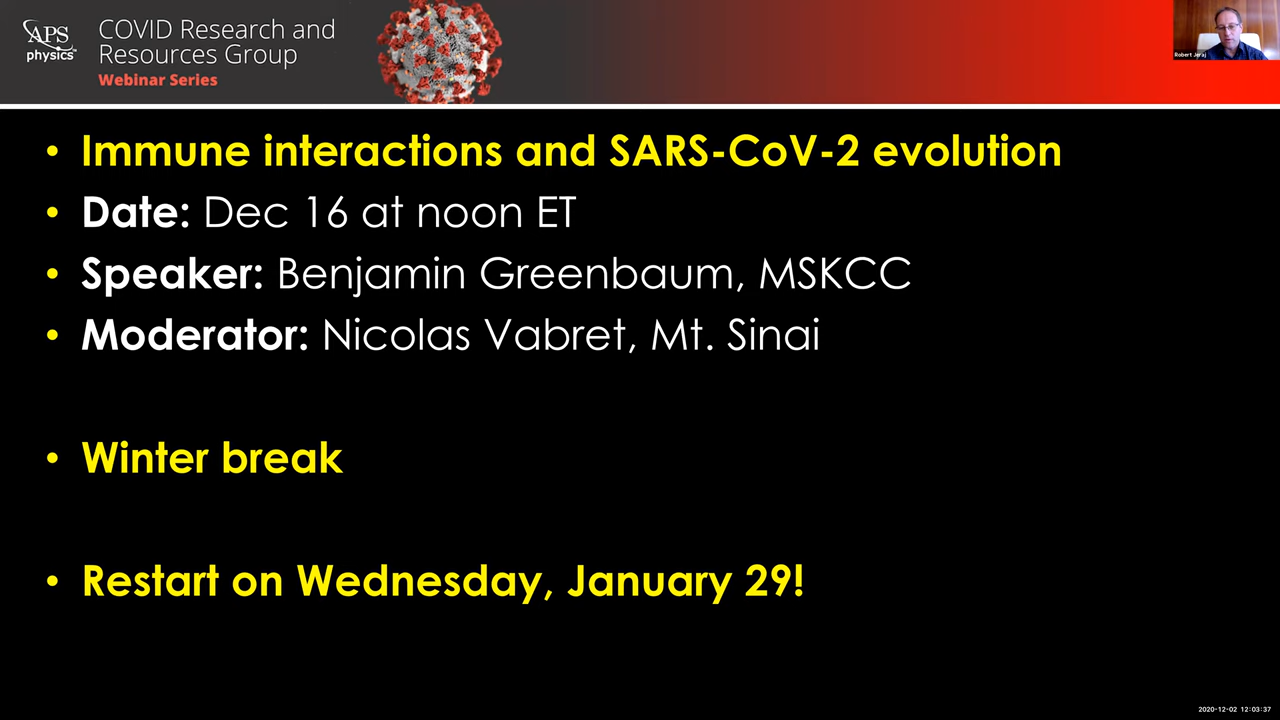 APS
physics
COVID Research and
Resources Group
Webinar Series
Robert Jeraj
• Immune interactions and SARS-CoV-2 evolution
• Date: Dec 16 at noon ET
• Speaker: Benjamin Greenbaum, MSKCC
• Moderator: Nicolas Vabret, Mt. Sinai
• Winter break
• Restart on Wednesday, January 29!
2020-12-02 12:03:37